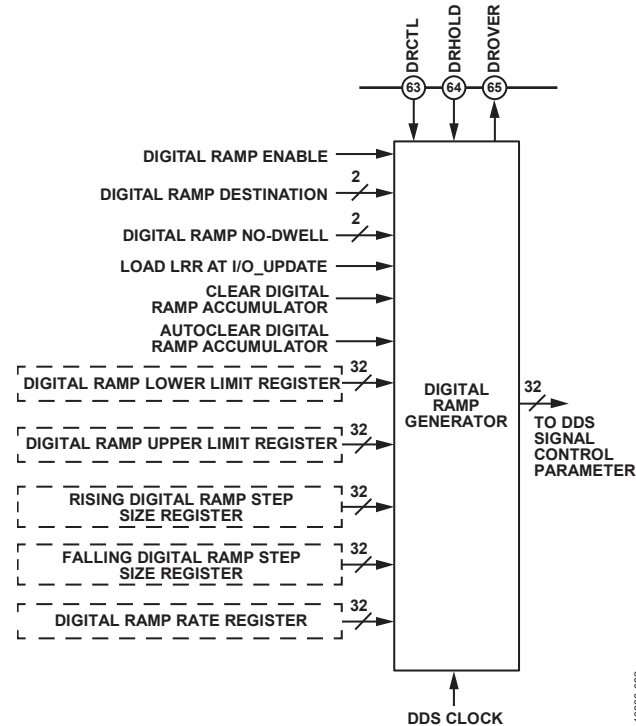 DRCTL
DRHOLD
DROVER
63
64
65
DIGITAL RAMP ENABLE
2
DIGITAL RAMP DESTINATION
2
DIGITAL RAMP NO-DWELL
LOAD LRR AT I/O_UPDATE
CLEAR DIGITAL
RAMP ACCUMULATOR
AUTOCLEAR DIGITAL
RAMP ACCUMULATOR
32
DIGITAL RAMP LOWER LIMIT REGISTER
32
DIGITAL RAMP UPPER LIMIT REGISTER
32
RISING DIGITAL RAMP STEP
SIZE REGISTER
32
FALLING DIGITAL RAMP STEP
SIZE REGISTER
32
DIGITAL RAMP RATE REGISTER
DIGITAL
RAMP
GENERATOR
32
TO DDS
SIGNAL
CONTROL
PARAMETER
DDS CLOCK